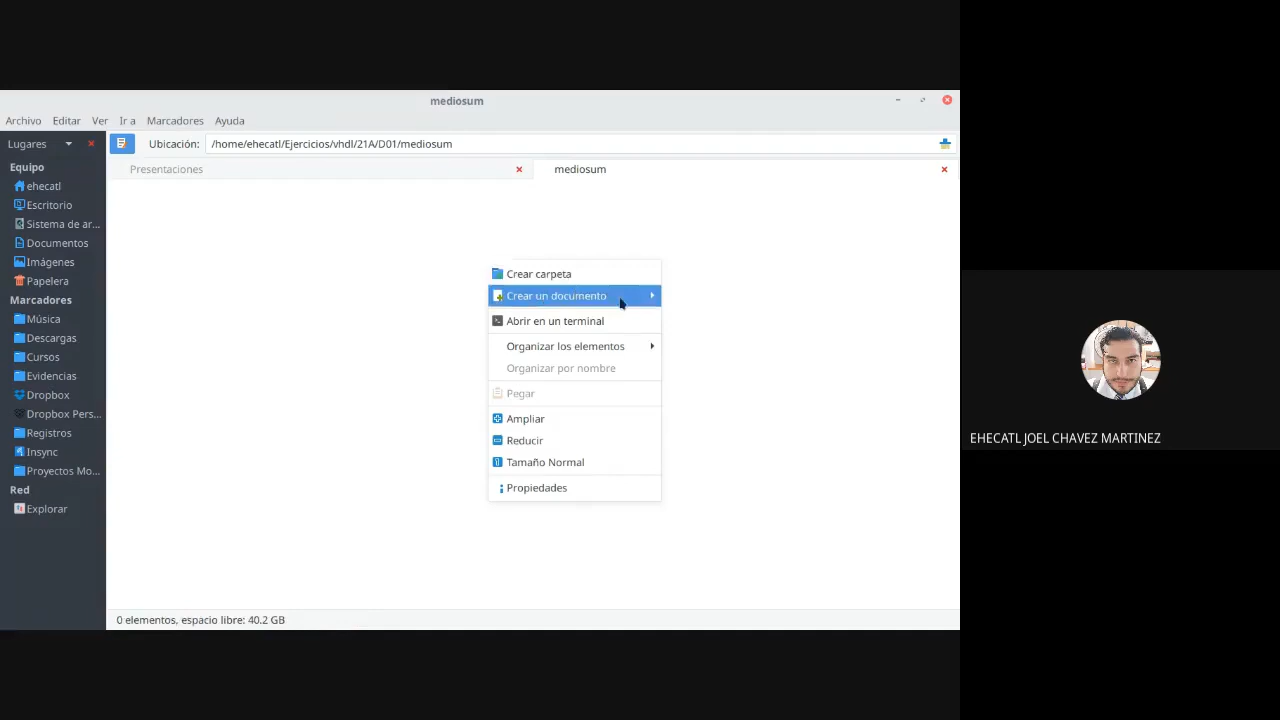 mediosum
Archivo Editar Ver Ir a Marcadores Ayuda
Lugares
Ubicación: /home/ehecatl/Ejercicios/vhdl/21A/D01/mediosum
Presentaciones
mediosum
Equipo
ehecatl
Escritorio
Sistema de ar...
Documentos
Imágenes
Papelera
Marcadores
Música
Descargas
Cursos
Evidencias
Dropbox
Dropbox Pers...
Registros
Insync
Proyectos Mo...
Red
Explorar
Crear carpeta
Crear un documento
Abrir en un terminal
Organizar los elementos
Organizar por nombre
Pegar
Ampliar
Reducir
Tamaño Normal
Propiedades
0 elementos, espacio libre: 40.2 GB
EHECATL JOEL CHAVEZ MARTINEZ